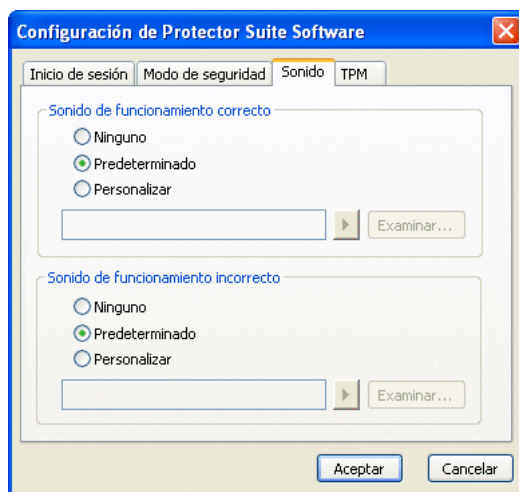 Configuración de Protector Suite Software
Inicio de sesión Modo de seguridad Sonido TPM
Sonido de funcionamiento correcto
Ninguno
Predeterminado
Personalizar
Examinar...
Sonido de funcionamiento incorrecto
Ninguno
Predeterminado
Personalizar
Examinar...
Aceptar Cancelar